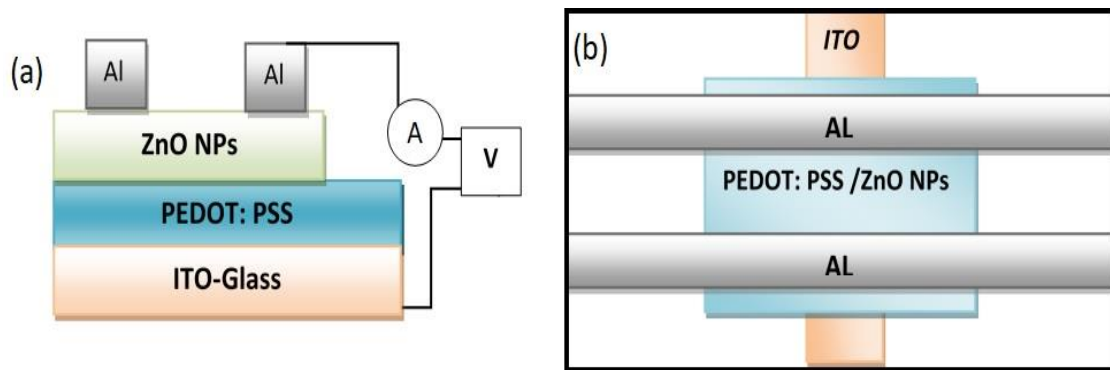 (a)
Al
Al
A
V
ZnO NPs
PEDOT: PSS
ITO-Glass
(b)
ITO
AL
PEDOT: PSS /ZnO NPs
AL